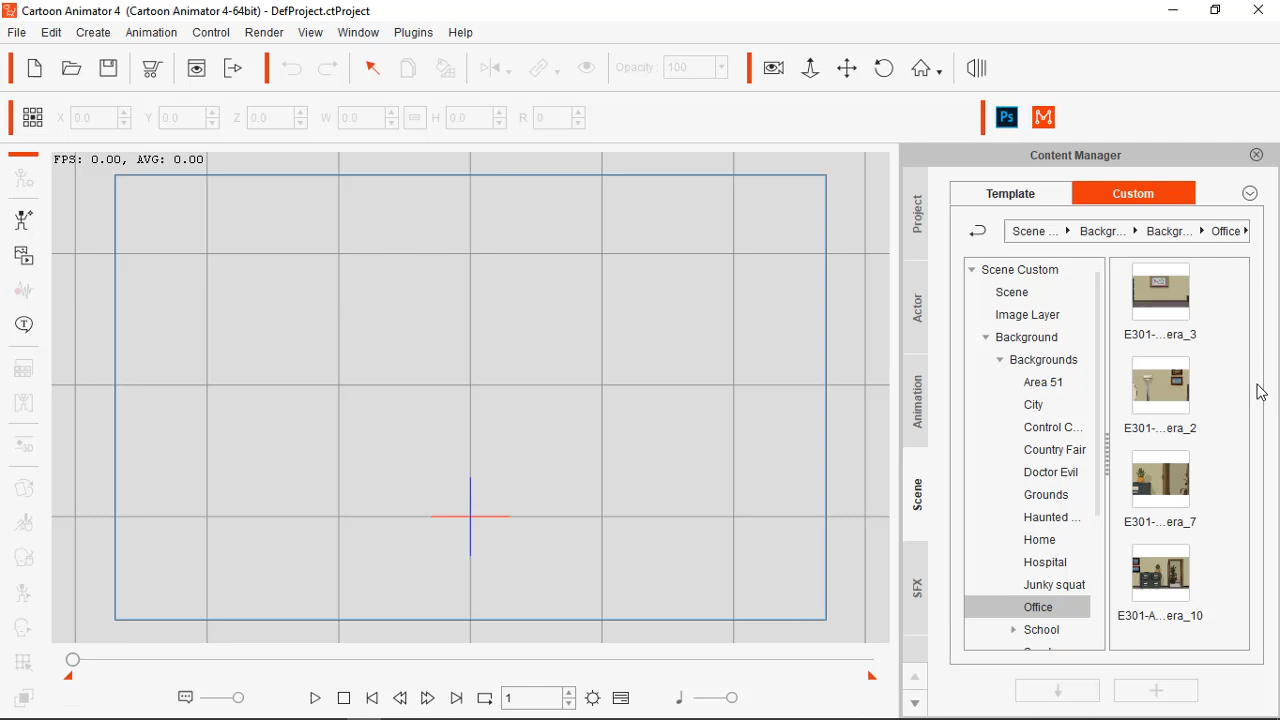 Cartoon Animator 4 (Cartoon Animator 4-64bit) - DefProject.ctProject
File Edit Create Animation Control Render View Window Plugins Help
Opacity : 100
X 0.0 Y 0.0 Z 0.0 W 0.0 H 0.0 R 0
Ps
FPS: 0.00, AVG: 0.00
Content Manager
Template Custom
Scene ... Backgr... Backgr... Office
Project
Actor
Animation
Scene
SFX
Scene Custom
Scene
Image Layer
Background
Backgrounds
Area 51
City
Control C...
Country Fair
Doctor Evil
Grounds
Haunted ...
Home
Hospital
Junky squat
Office
School
E301-...era_3
E301-...era_2
E301-...era_7
E301-A...era_10
3D
1